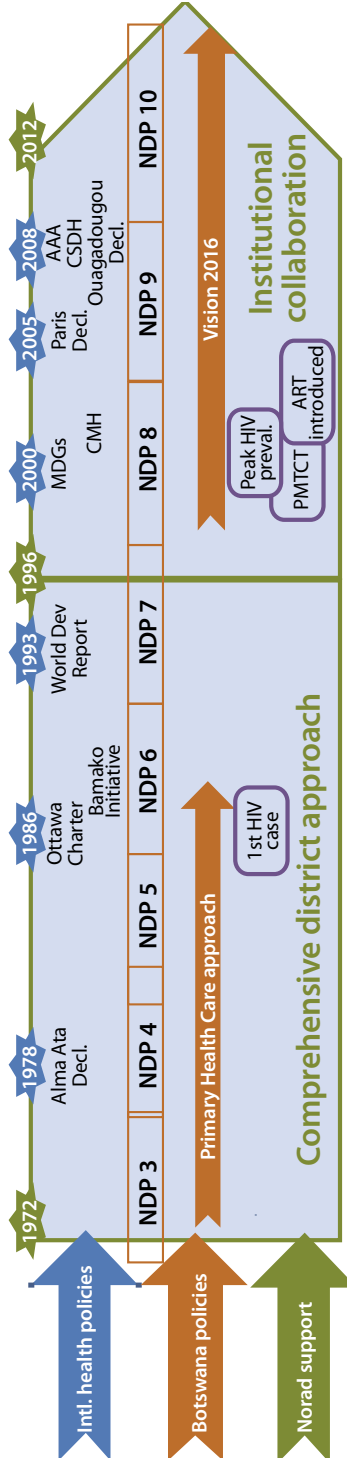 1972
1978
1986
1993
1996
2000
2005
2008
2012
Intl. health policies
Alma Ata
Decl.
Ottawa
Charter
Bamako
Initiative
World Dev
Report
MDGs
CMH
Paris
Decl.
AAA
CSDH
Ouagadougou
Decl.
NDP 3
NDP 4
NDP 5
NDP 6
NDP 7
NDP 8
NDP 9
NDP 10
Botswana policies
Primary Health Care approach
Vision 2016
1st HIV
case
Peak HIV
preval.
PMTCT
ART
introduced
Norad support
Comprehensive district approach
Institutional
collaboration